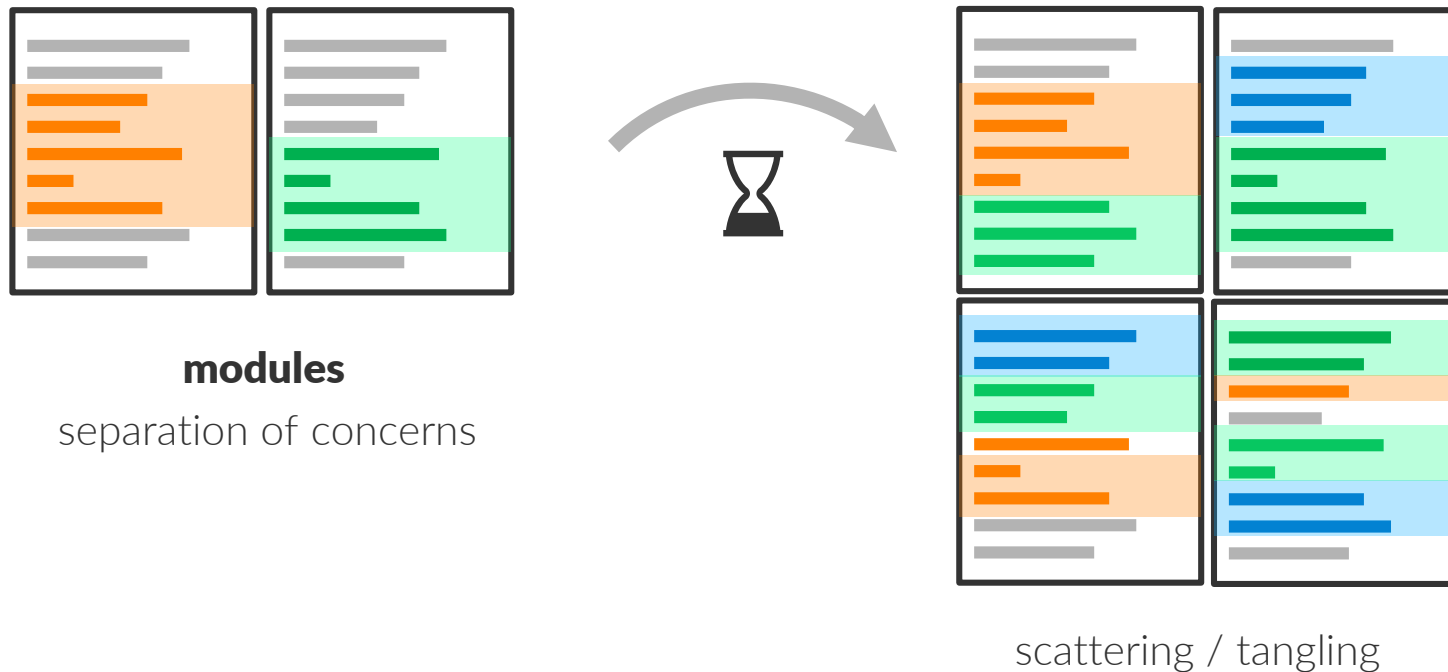 modules
separation of concerns
scattering / tangling